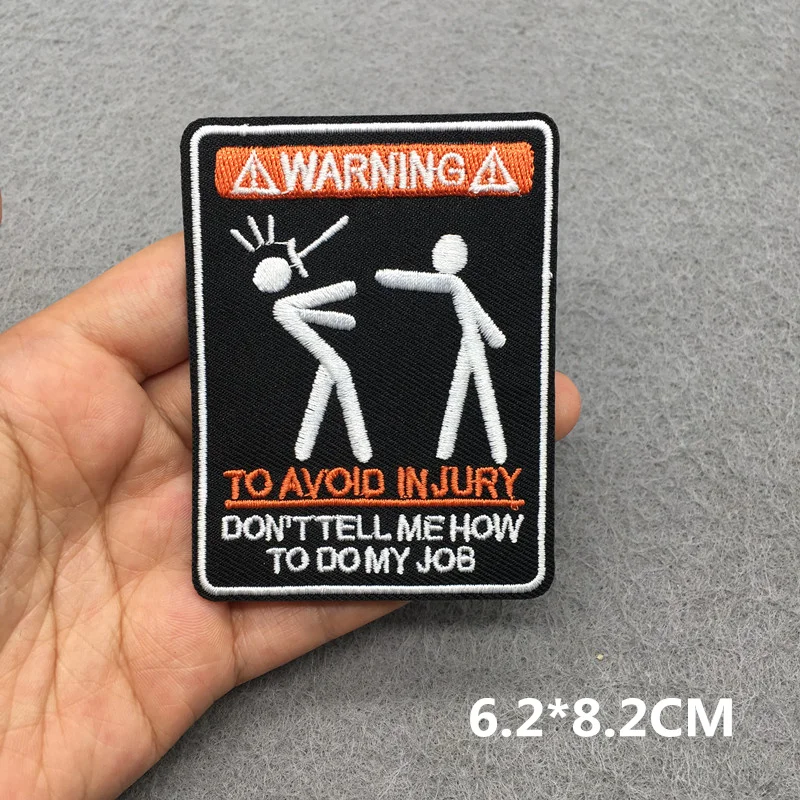 WARNING
TO AVOID INJURY
DON'T TELL ME HOW
TO DO MY JOB
6.2*8.2CM